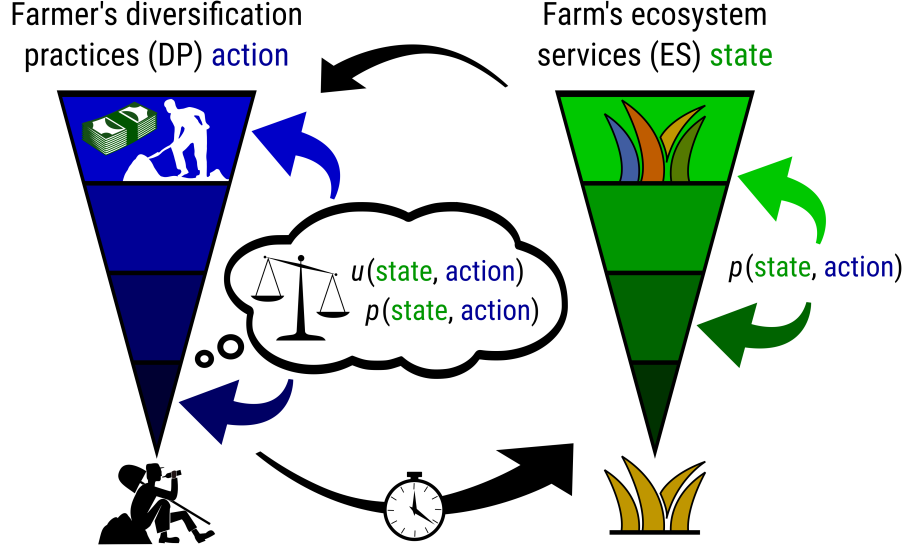 Farmer's diversification
practices (DP) action
Farm's ecosystem
services (ES) state
u(state, action)
p(state, action)
p(state, action)